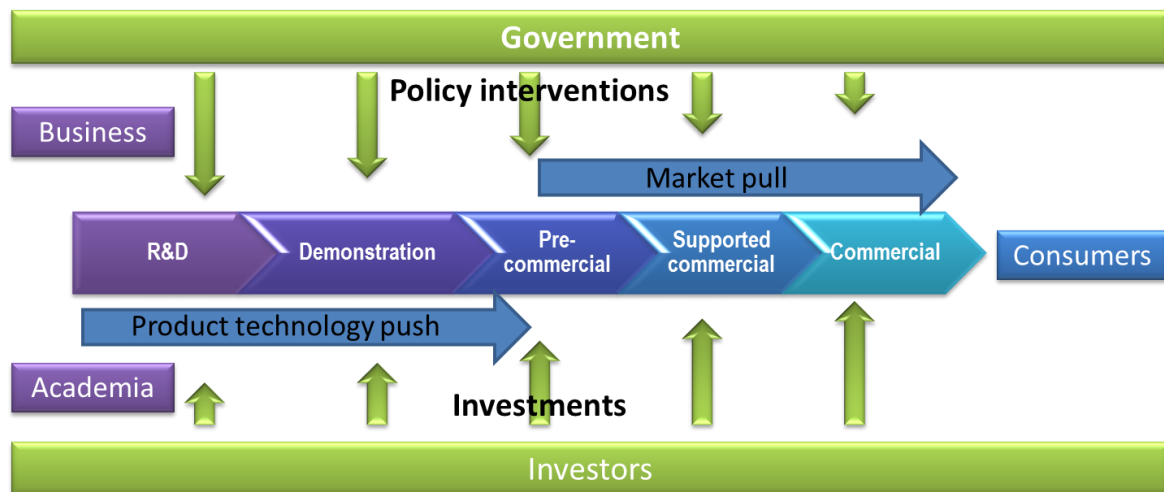 Government
Policy interventions
Business
Market pull
R&D
Demonstration
Pre-
commercial
Supported
commercial
Commercial
Consumers
Product technology push
Academia
Investments
Investors